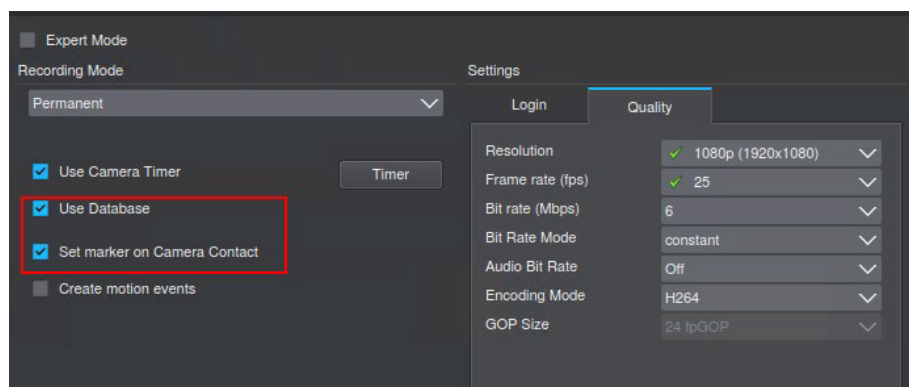 Expert Mode
Recording Mode
Permanent
Use Camera Timer
Timer
Use Database
Set marker on Camera Contact
Create motion events
Settings
Login
Quality
Resolution
1080p (1920x1080)
Frame rate (fps)
25
Bit rate (Mbps)
6
Bit Rate Mode
constant
Audio Bit Rate
Off
Encoding Mode
H264
GOP Size
24 fpGOP